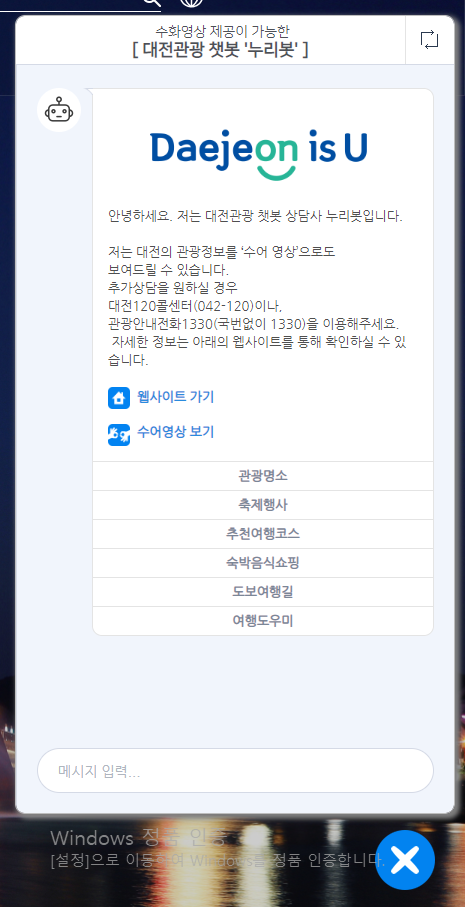 수화영상 제공이 가능한
[ 대전관광 챗봇 '누리봇' ]
Daejeon is U
안녕하세요. 저는 대전관광 챗봇 상담사 누리봇입니다.
저는 대전의 관광정보를 ‘수어 영상’으로도
보여드릴 수 있습니다.
추가상담을 원하실 경우
대전120콜센터(042-120)이나,
관광안내전화1330(국번없이 1330)을 이용해주세요.
자세한 정보는 아래의 웹사이트를 통해 확인하실 수 있
습니다.
웹사이트 가기
수어영상 보기
관광명소
축제행사
추천여행코스
숙박음식쇼핑
도보여행길
여행도우미
메시지 입력...
Windows 정품 인증
[설정]으로 이동하여 Windows를 정품 인증합니다.